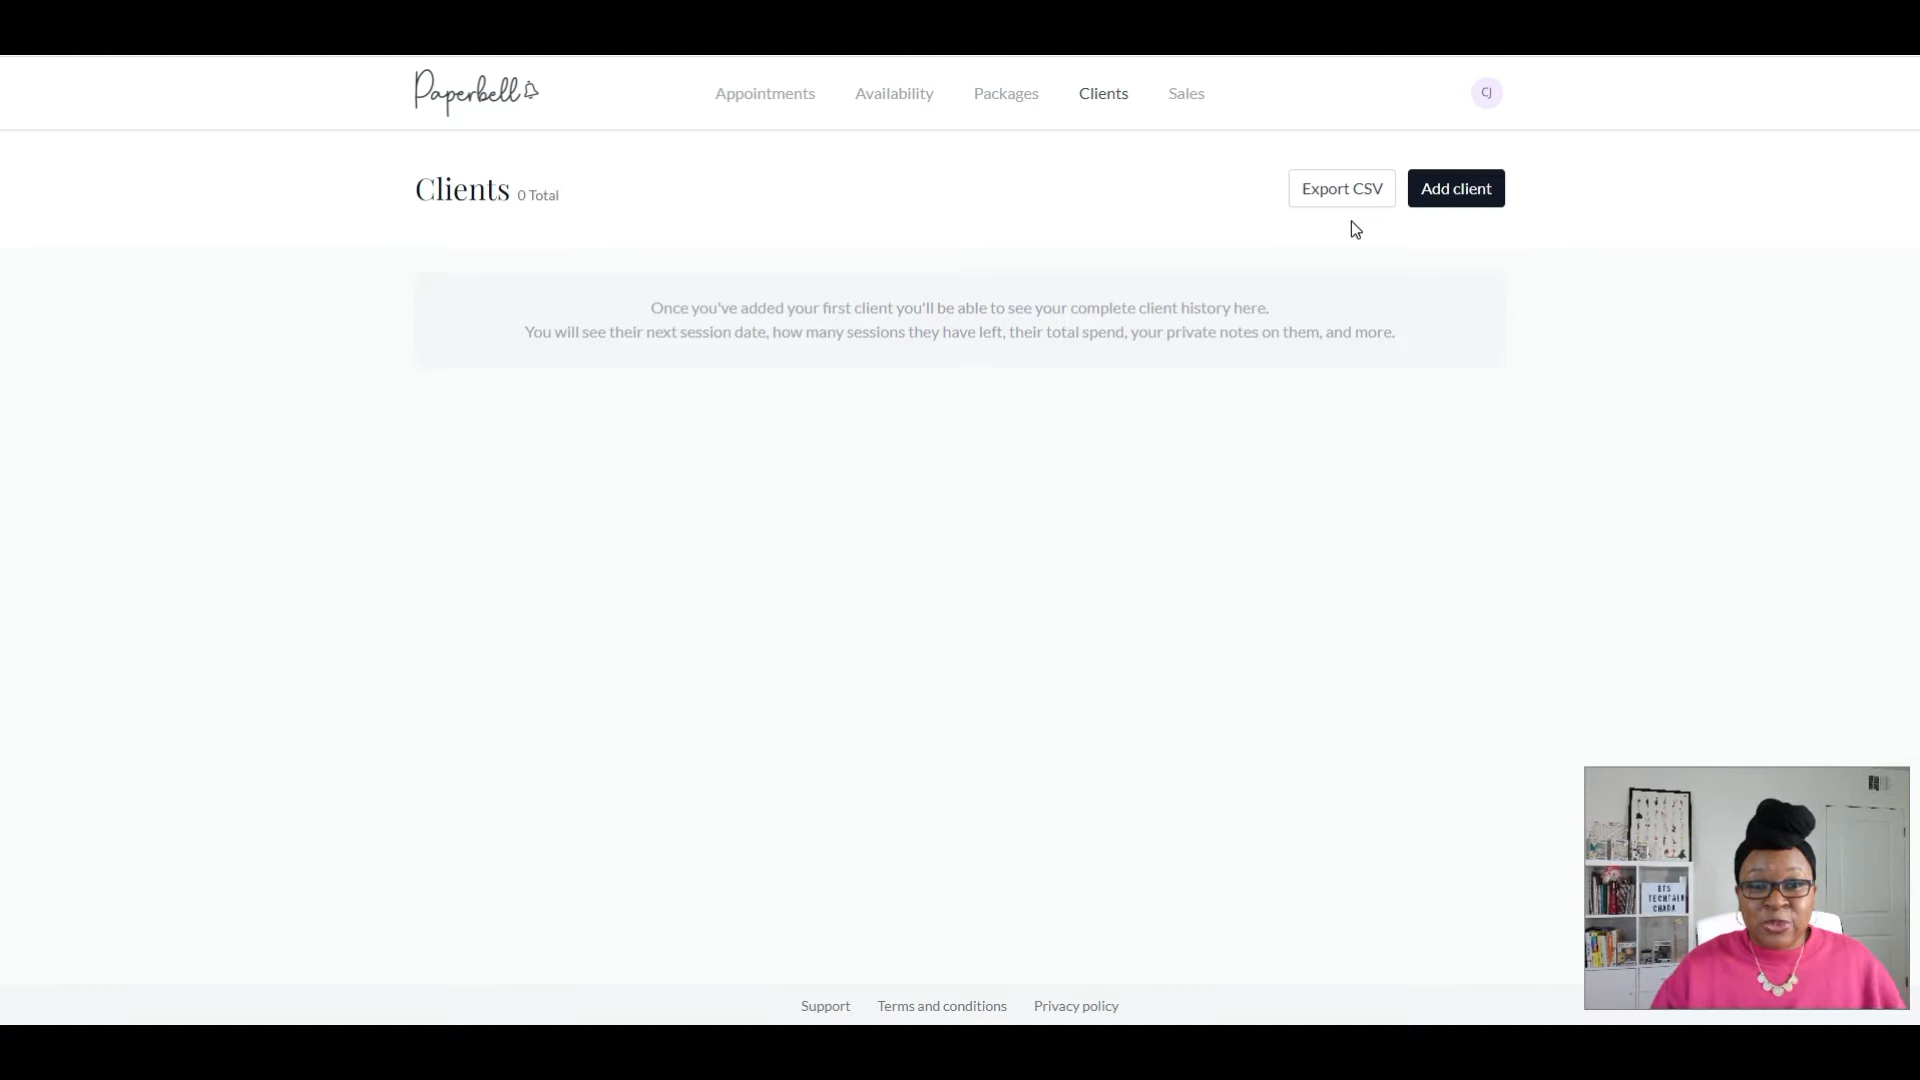 Paperbell
Appointments Availability Packages Clients Sales
CJ
Clients 0 Total
Export CSV Add client
Once you've added your first client you'll be able to see your complete client history here.
You will see their next session date, how many sessions they have left, their total spend, your private notes on them, and more.
BTS
TECHTALK
CHADA
Support Terms and conditions Privacy policy